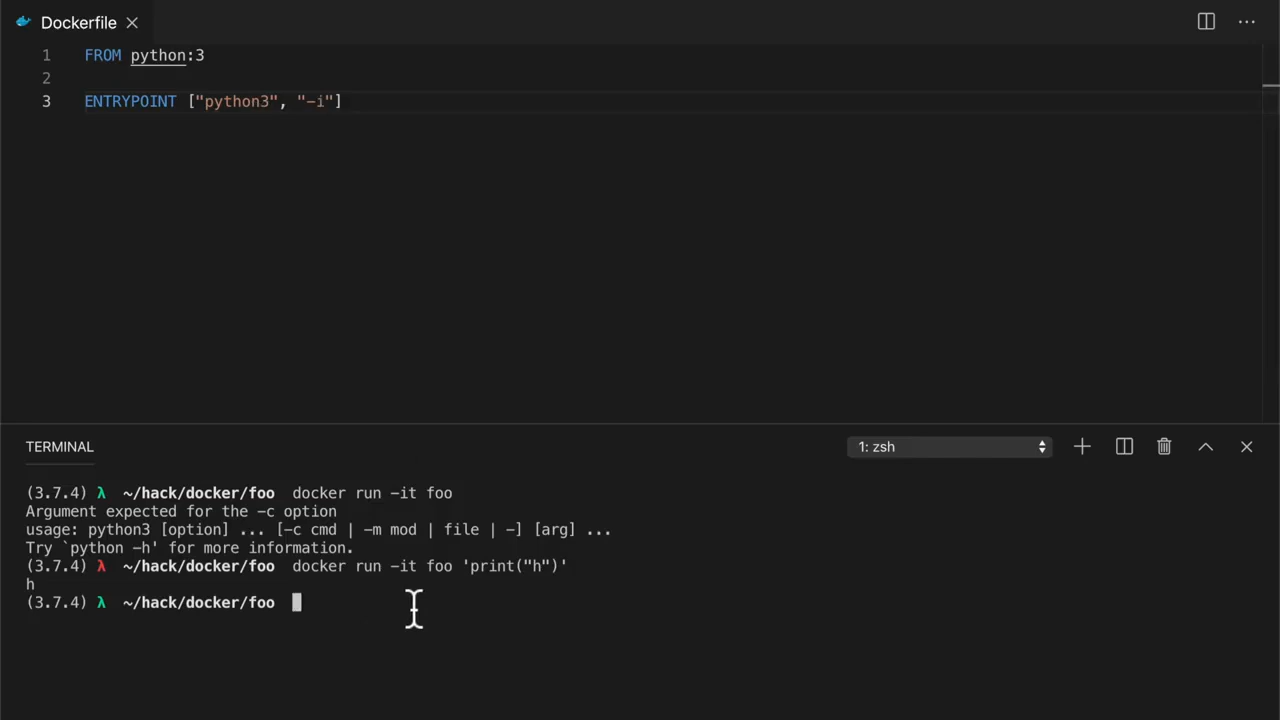 Dockerfile
1 FROM python:3
2
3 ENTRYPOINT ["python3", "-i"]
TERMINAL
1: zsh
(3.7.4) λ ~/hack/docker/foo docker run -it foo
Argument expected for the -c option
usage: python3 [option] ... [-c cmd | -m mod | file | -] [arg] ...
Try `python -h' for more information.
(3.7.4) λ ~/hack/docker/foo docker run -it foo 'print("h")'
h
(3.7.4) λ ~/hack/docker/foo